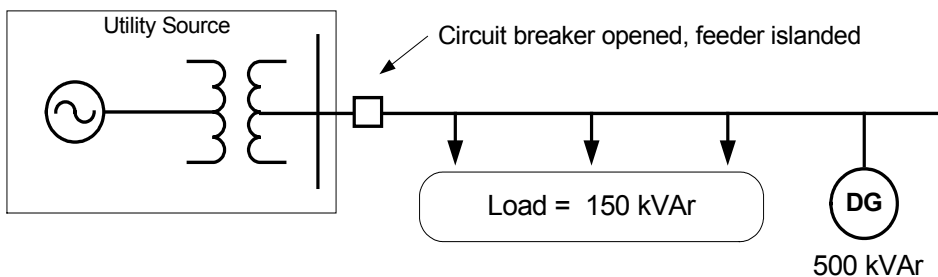 Utility Source
Circuit breaker opened, feeder islanded
Load = 150 kVAr
DG
500 kVAr